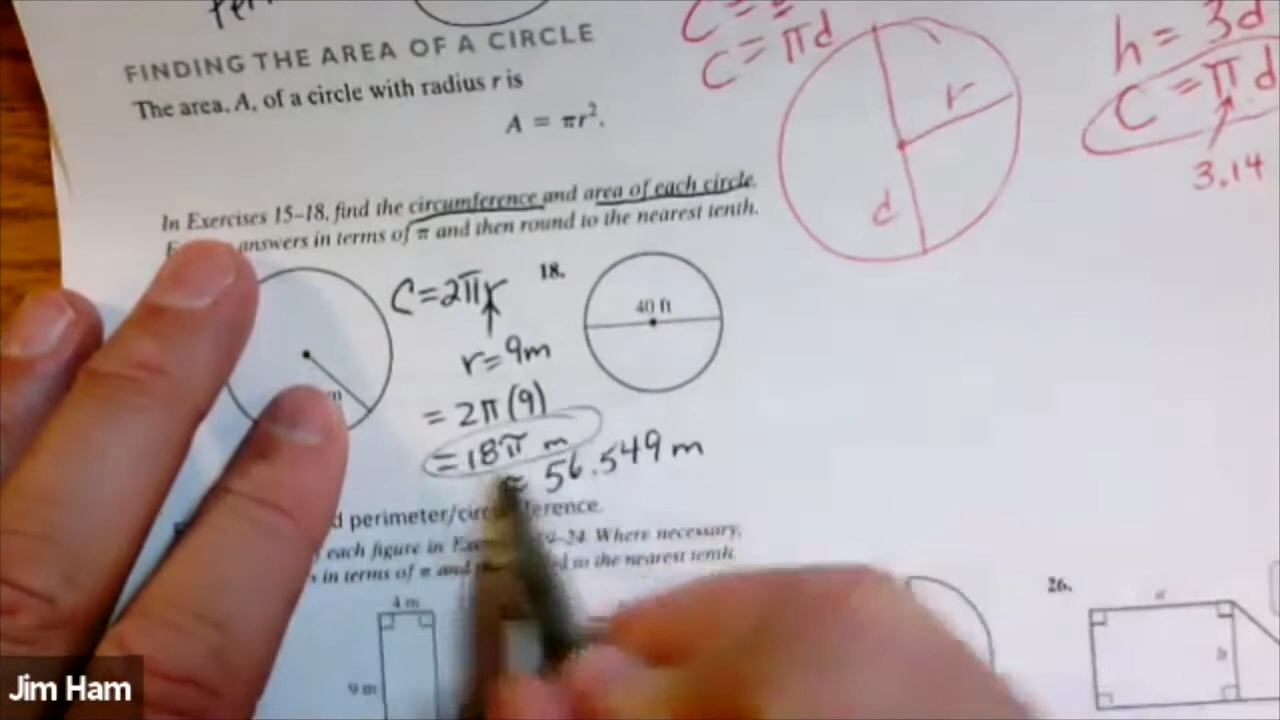 FINDING THE AREA OF A CIRCLE
The area, A, of a circle with radius r is
A = πr².
In Exercises 15–18, find the circumference and area of each circle.
answers in terms of π and then round to the nearest tenth.
C = 2πr
r = 9m
= 2π(9)
= 18π m
≈ 56.549 m
18.
40 ft
C =
C = πd
r
d
h = 3d
C = πd
3.14
perimeter/circumference.
each figure in Exercises 19–24. Where necessary,
in terms of π and to the nearest tenth.
4 m
9 m
26.
a
b
Jim Ham